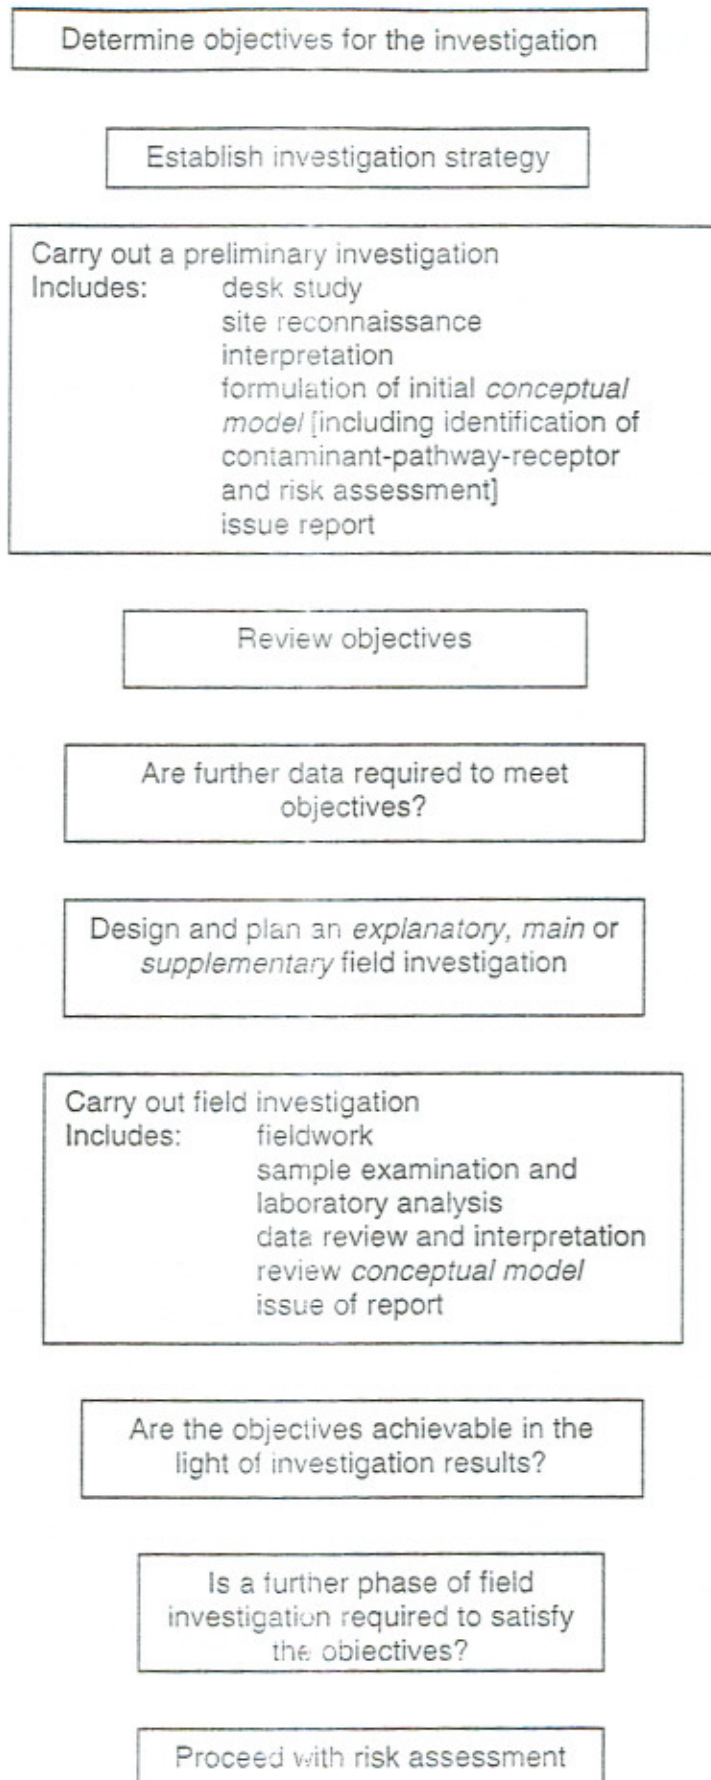 Determine objectives for the investigation
Establish investigation strategy
Carry out a preliminary investigation
Includes: desk study
site reconnaissance
interpretation
formulation of initial conceptual
model [including identification of
contaminant-pathway-receptor
and risk assessment]
issue report
Review objectives
Are further data required to meet
objectives?
Design and plan an explanatory, main or
supplementary field investigation
Carry out field investigation
Includes: fieldwork
sample examination and
laboratory analysis
data review and interpretation
review conceptual model
issue of report
Are the objectives achievable in the
light of investigation results?
Is a further phase of field
investigation required to satisfy
the objectives?
Proceed with risk assessment